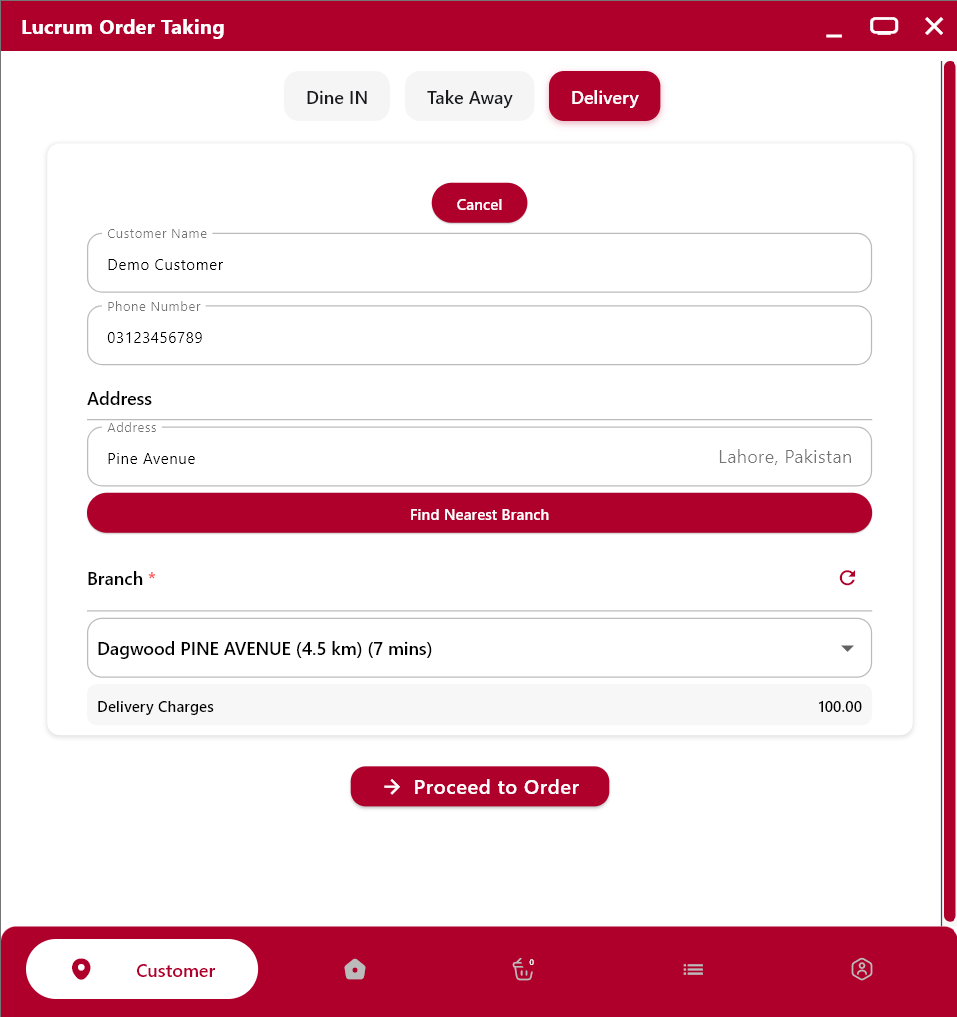 Lucrum Order Taking
Dine IN Take Away Delivery
Cancel
Customer Name
Demo Customer
Phone Number
03123456789
Address
Address
Pine Avenue Lahore, Pakistan
Find Nearest Branch
Branch *
Dagwood PINE AVENUE (4.5 km) (7 mins)
Delivery Charges 100.00
Proceed to Order
Customer 0